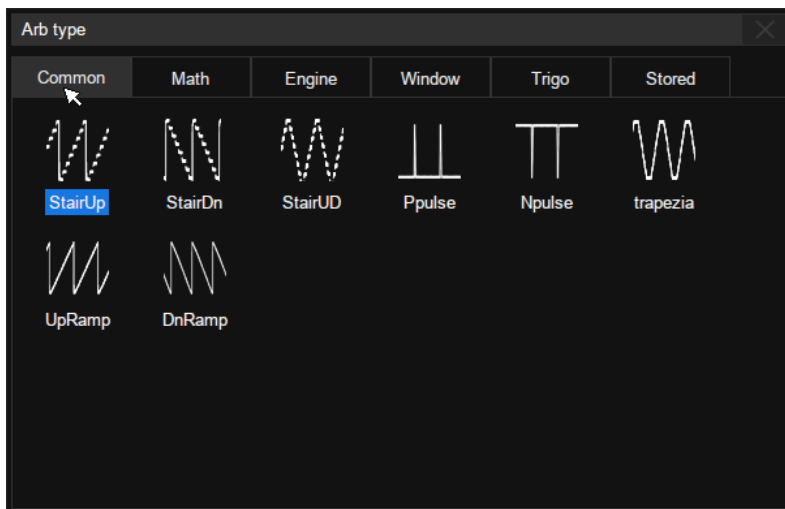 Arb type
Common Math Engine Window Trigo Stored
StairUp StairDn StairUD Ppulse Npulse trapezia
UpRamp DnRamp